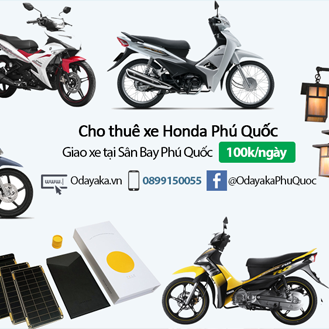 Cho thuê xe Honda Phú Quốc
Giao xe tại Sân Bay Phú Quốc 100k/ngày
Odayaka.vn 0899150055 f @OdayakaPhuQuoc